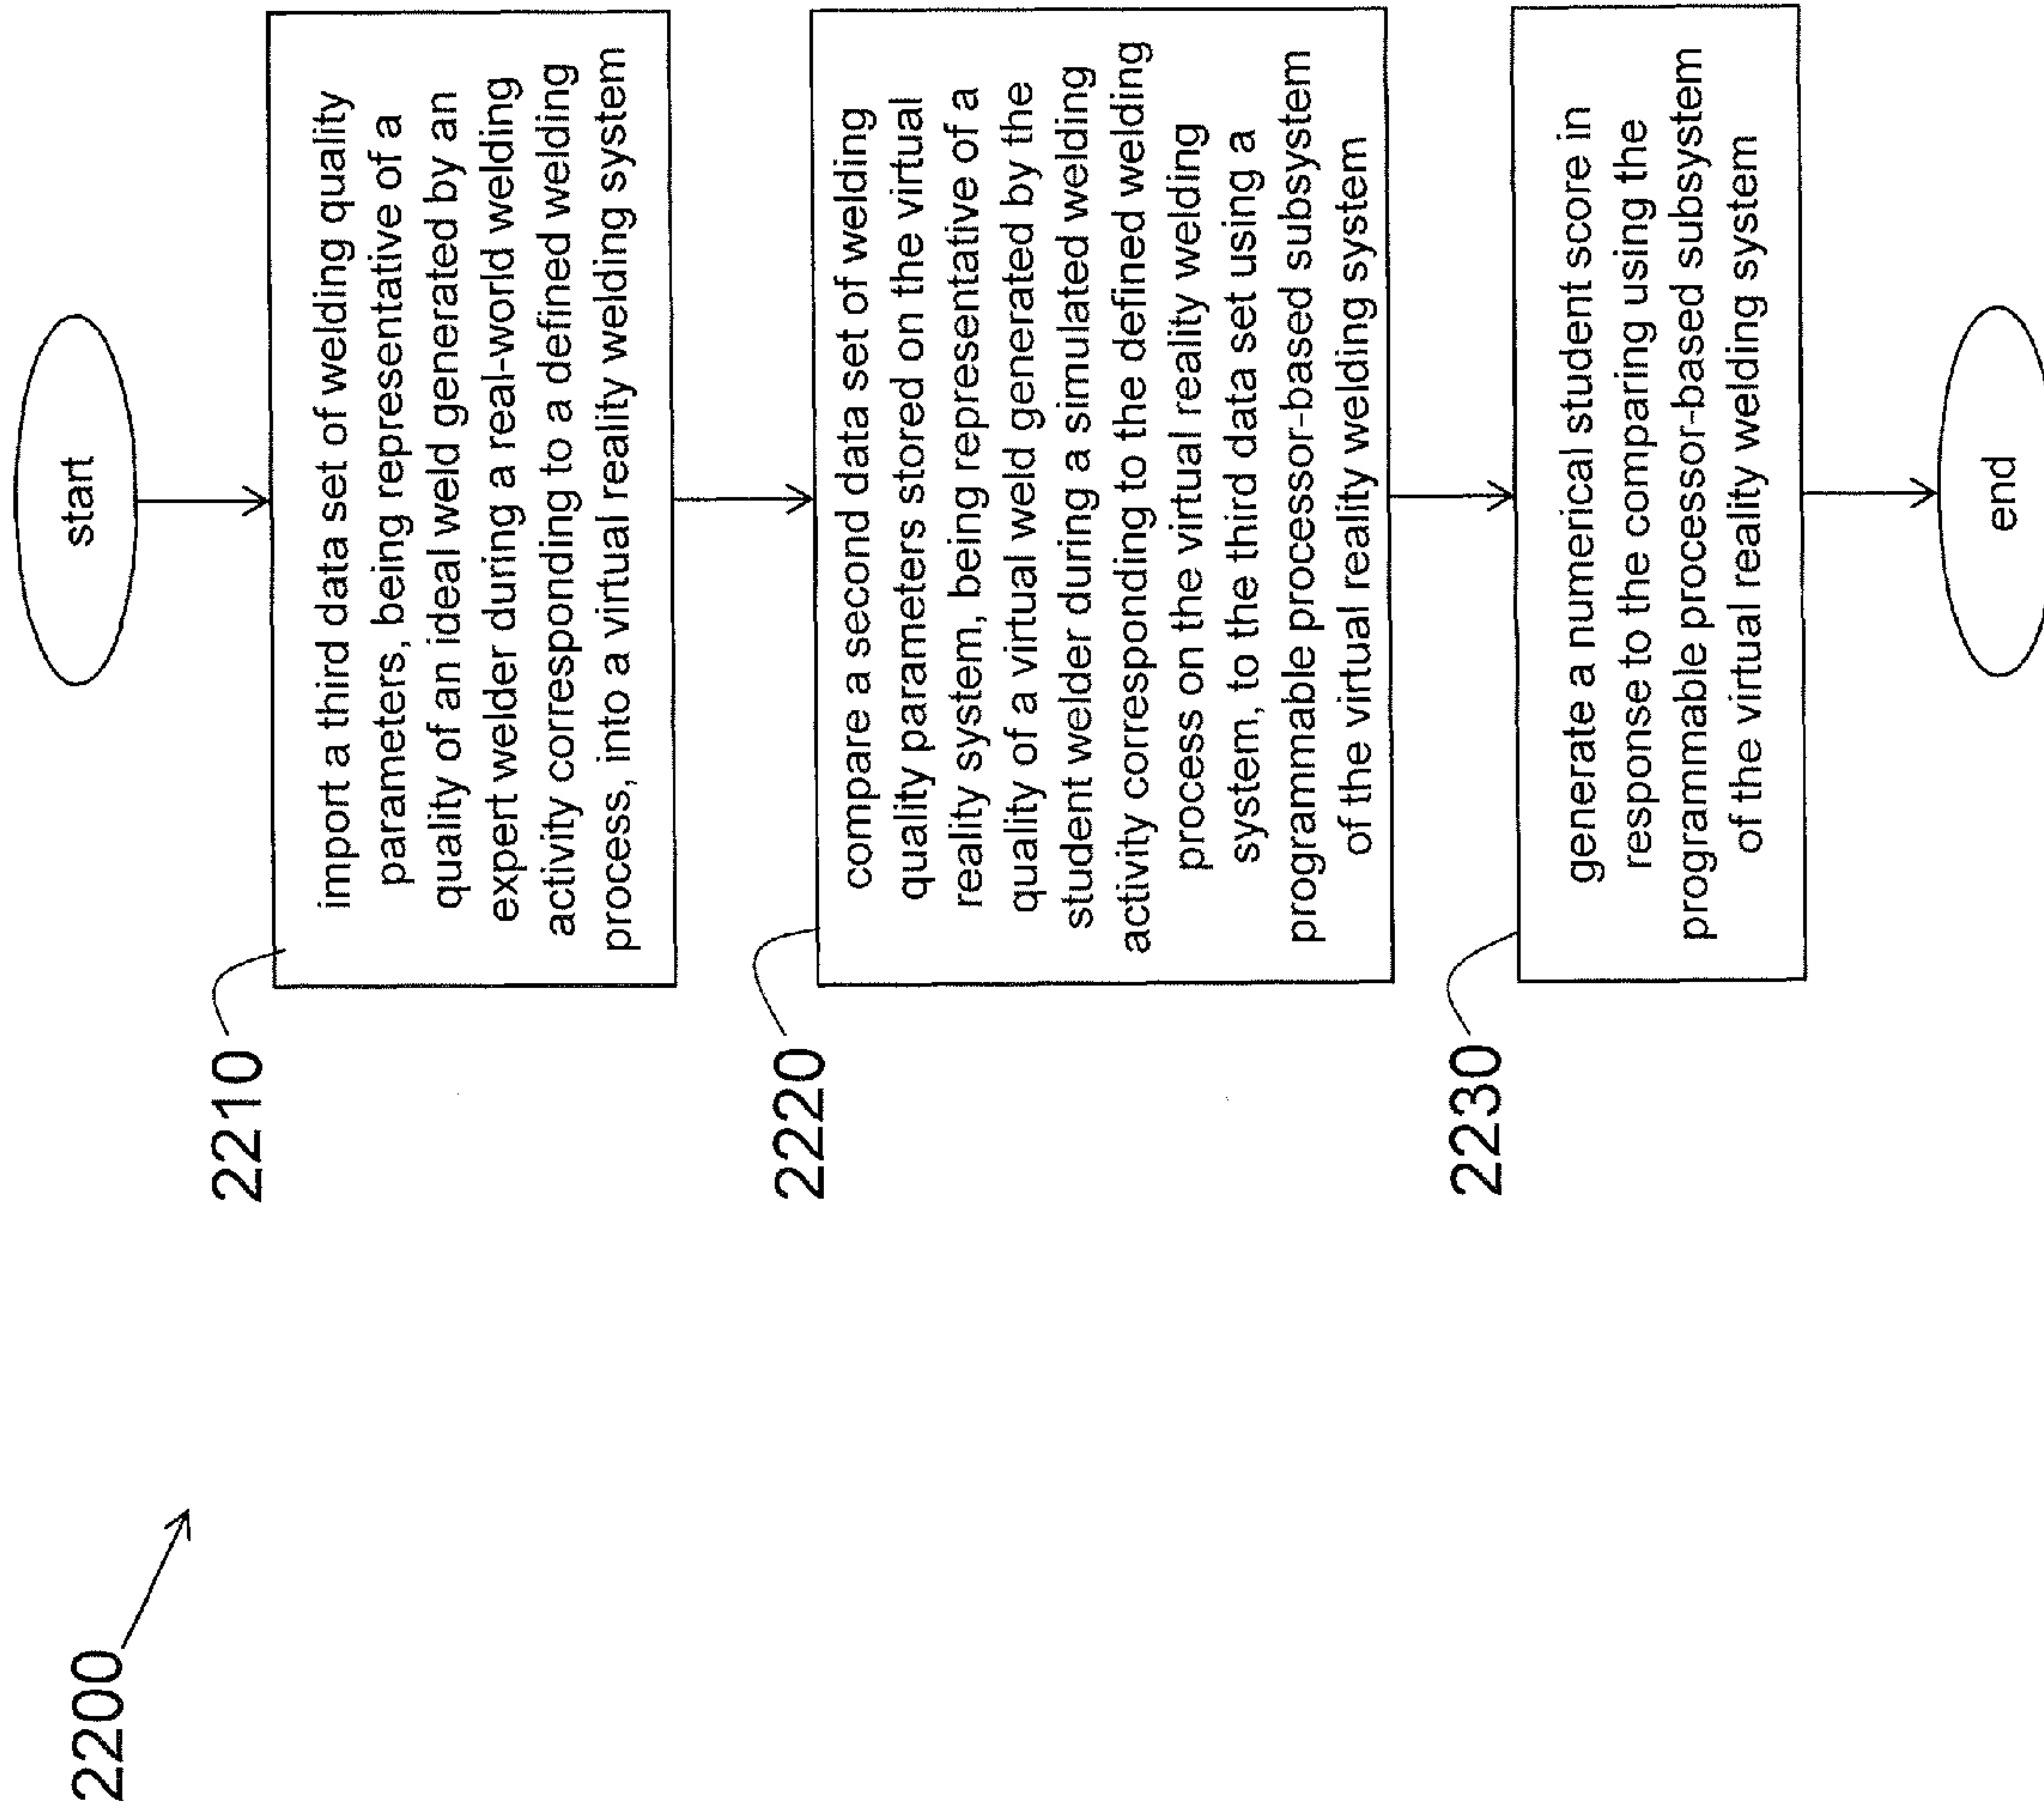 2200
start
2210
import a third data set of welding quality
parameters, being representative of a
quality of an ideal weld generated by an
expert welder during a real-world welding
activity corresponding to a defined welding
process, into a virtual reality welding system
2220
compare a second data set of welding
quality parameters stored on the virtual
reality system, being representative of a
quality of a virtual weld generated by the
student welder during a simulated welding
activity corresponding to the defined welding
process on the virtual reality welding
system, to the third data set using a
programmable processor-based subsystem
of the virtual reality welding system
2230
generate a numerical student score in
response to the comparing using the
programmable processor-based subsystem
of the virtual reality welding system
end